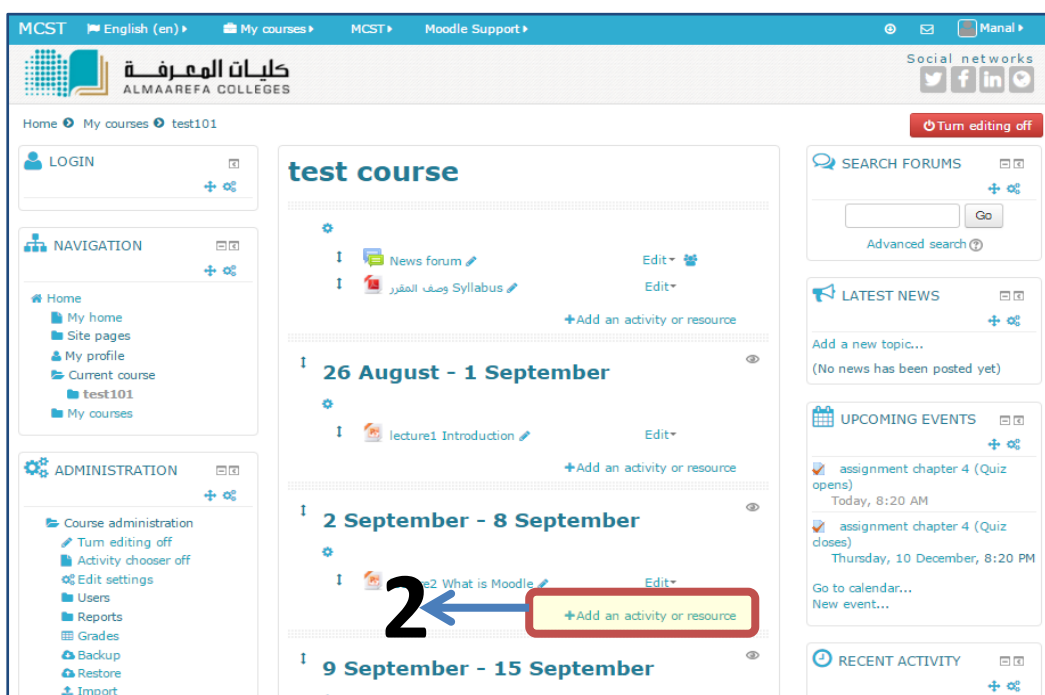 MCST English (en) My courses MCST Moodle Support Manal
كليات المعرفة
ALMAAREFA COLLEGES
Social networks
Home My courses test101
Turn editing off
LOGIN
NAVIGATION
Home
My home
Site pages
My profile
Current course
test101
My courses
ADMINISTRATION
Course administration
Turn editing off
Activity chooser off
Edit settings
Users
Reports
Grades
Backup
Restore
Import
test course
News forum Edit
Syllabus وصف المقرر Edit
+Add an activity or resource
26 August - 1 September
lecture1 Introduction Edit
+Add an activity or resource
2 September - 8 September
What is Moodle Edit
2
+Add an activity or resource
9 September - 15 September
SEARCH FORUMS
Go
Advanced search
LATEST NEWS
Add a new topic...
(No news has been posted yet)
UPCOMING EVENTS
assignment chapter 4 (Quiz
opens)
Today, 8:20 AM
assignment chapter 4 (Quiz
closes)
Thursday, 10 December, 8:20 PM
Go to calendar...
New event...
RECENT ACTIVITY